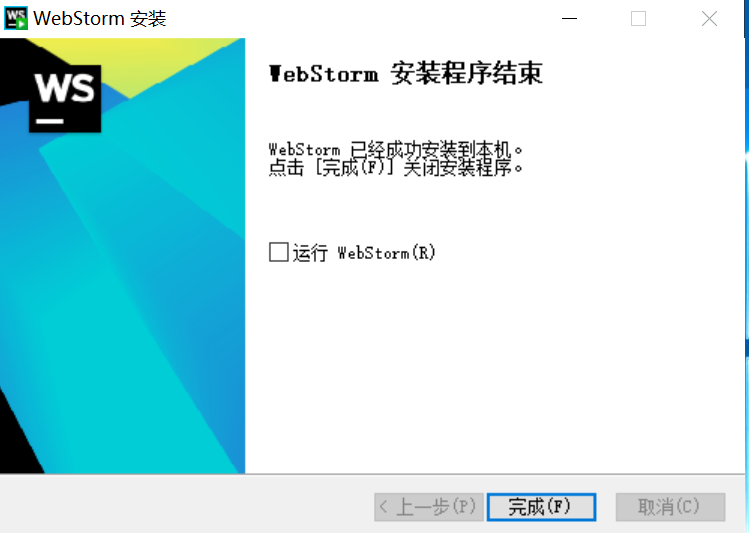 WebStorm 安装
WS
WebStorm 安装程序结束
WebStorm 已经成功安装到本机。
点击 [完成(F)] 关闭安装程序。
运行 WebStorm(R)
< 上一步(P)
完成(F)
取消(C)